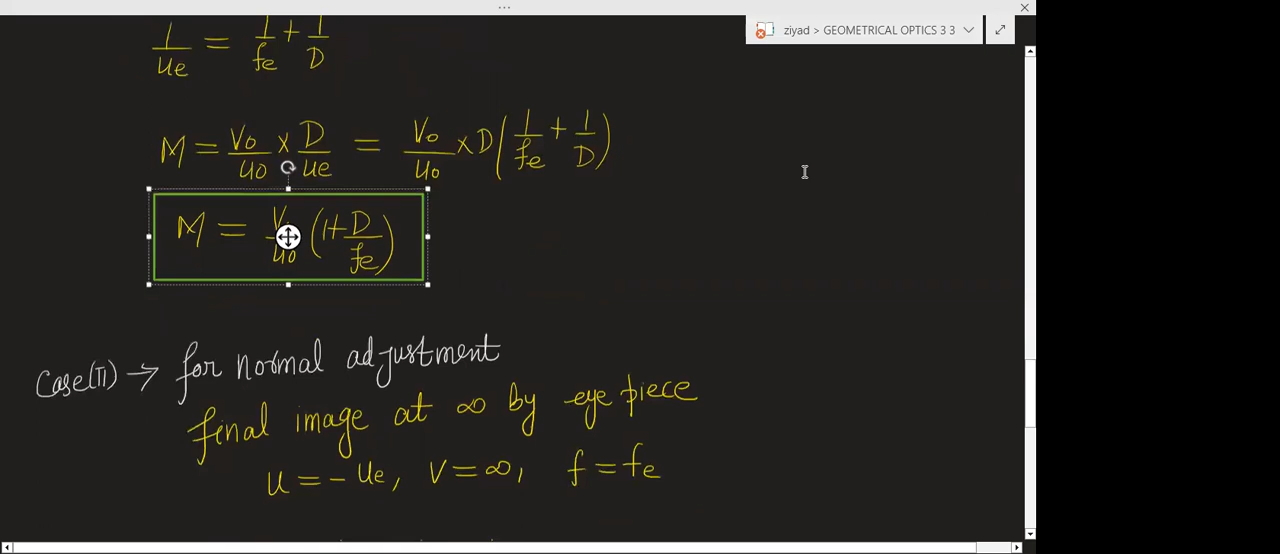 ziyad > GEOMETRICAL OPTICS 3 3
1/ue = 1/fe + 1/D
M = Vo/uo × D/ue = Vo/uo × D(1/fe + 1/D)
M = Vo/uo (1+D/fe)
Case(II) → for normal adjustment
final image at ∞ by eye piece
u = - ue, v = ∞, f = fe